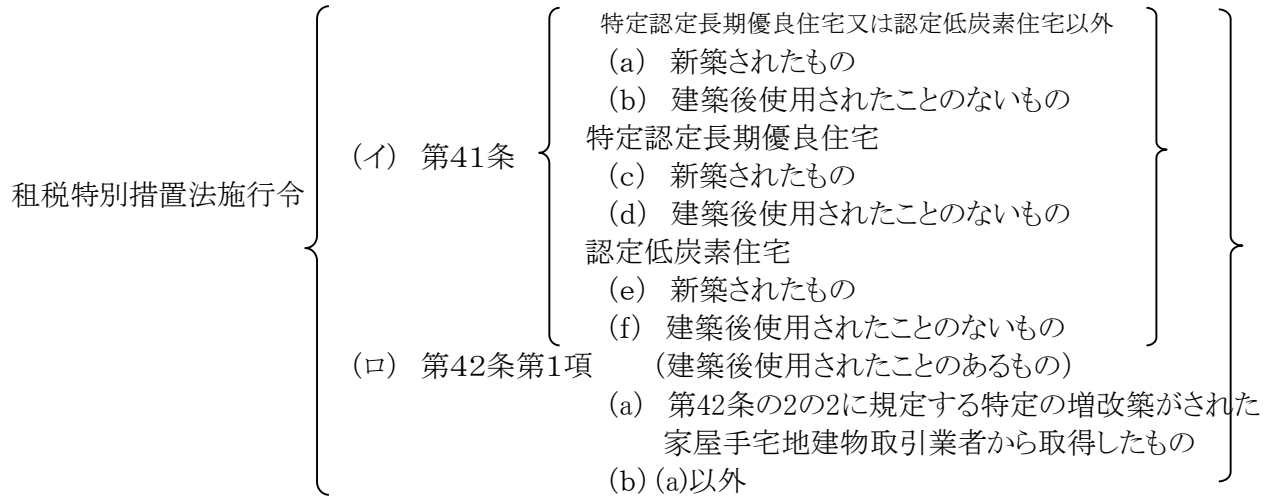 特定認定長期優良住宅又は認定低炭素住宅以外
(a) 新築されたもの
(b) 建築後使用されたことのないもの
特定認定長期優良住宅
(イ) 第41条
(c) 新築されたもの
租税特別措置法施行令
(d) 建築後使用されたことのないもの
認定低炭素住宅
(e) 新築されたもの
(f) 建築後使用されたことのないもの
(ロ) 第42条第1項 (建築後使用されたことのあるもの)
(a) 第42条の2の2に規定する特定の増改築がされた
家屋手宅地建物取引業者から取得したもの
(b) (a)以外